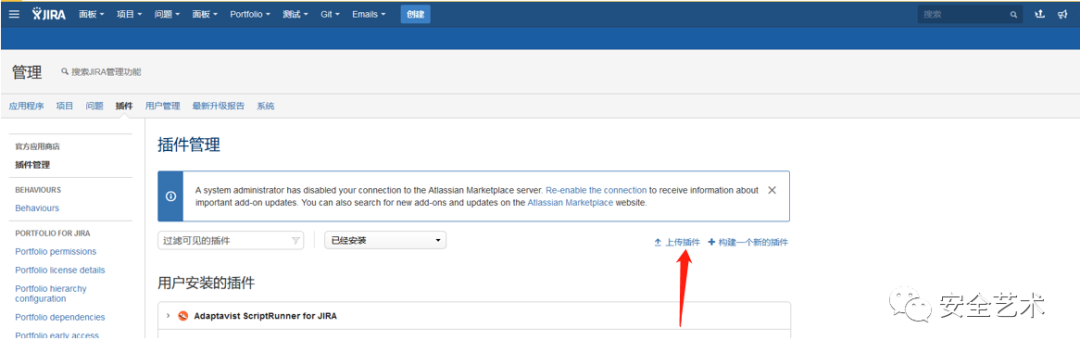 JIRA 面板 项目 问题 面板 Portfolio 测试 Git Emails 创建 搜索
管理 搜索JIRA管理功能
应用程序 项目 问题 插件 用户管理 最新升级报告 系统
官方应用商店
插件管理
BEHAVIOURS
Behaviours
PORTFOLIO FOR JIRA
Portfolio permissions
Portfolio license details
Portfolio hierarchy
configuration
Portfolio dependencies
Portfolio early access
插件管理
A system administrator has disabled your connection to the Atlassian Marketplace server. Re-enable the connection to receive information about
important add-on updates. You can also search for new add-ons and updates on the Atlassian Marketplace website.
过滤可见的插件 已经安装 上传插件 构建一个新的插件
用户安装的插件
Adaptavist ScriptRunner for JIRA
安全艺术